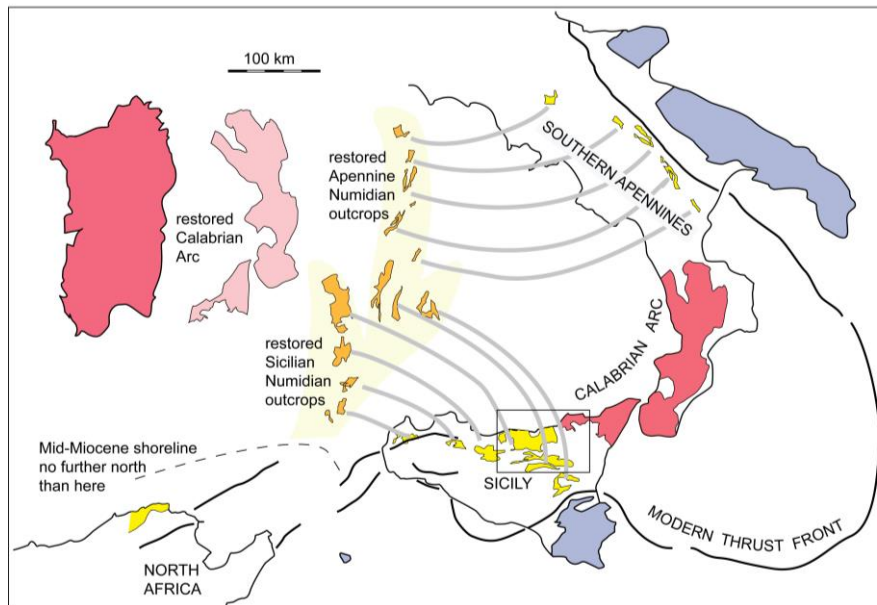 100 km
restored
Apennine
Numidian
outcrops
SOUTHERN APENNINES
restored
Calabrian
Arc
restored
Sicilian
Numidian
outcrops
CALABRIAN ARC
Mid-Miocene shoreline
no further north
than here
SICILY
MODERN THRUST FRONT
NORTH
AFRICA